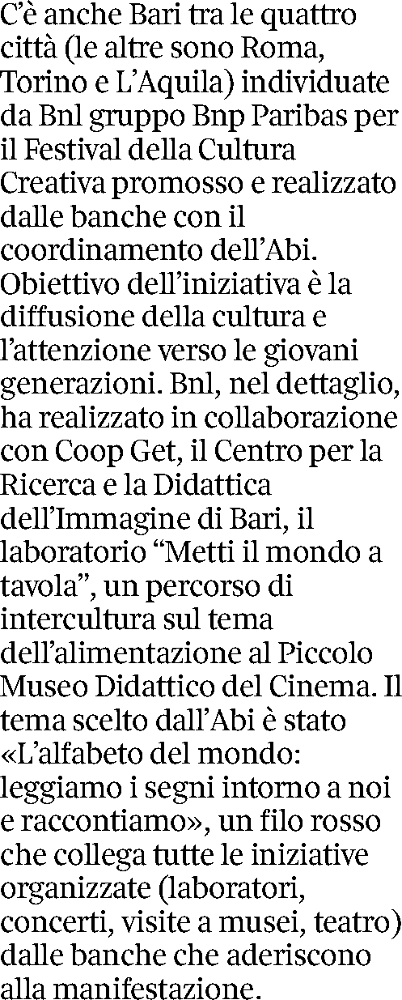 C’è anche Bari tra le quattro
città (le altre sono Roma,
Torino e L’Aquila) individuate
da Bnl gruppo Bnp Paribas per
il Festival della Cultura
Creativa promosso e realizzato
dalle banche con il
coordinamento dell’Abi.
Obiettivo dell’iniziativa è la
diffusione della cultura e
l’attenzione verso le giovani
generazioni. Bnl, nel dettaglio,
ha realizzato in collaborazione
con Coop Get, il Centro per la
Ricerca e la Didattica
dell’Immagine di Bari, il
laboratorio “Metti il mondo a
tavola”, un percorso di
intercultura sul tema
dell’alimentazione al Piccolo
Museo Didattico del Cinema. Il
tema scelto dall’Abi è stato
«L’alfabeto del mondo:
leggiamo i segni intorno a noi
e raccontiamo», un filo rosso
che collega tutte le iniziative
organizzate (laboratori,
concerti, visite a musei, teatro)
dalle banche che aderiscono
alla manifestazione.